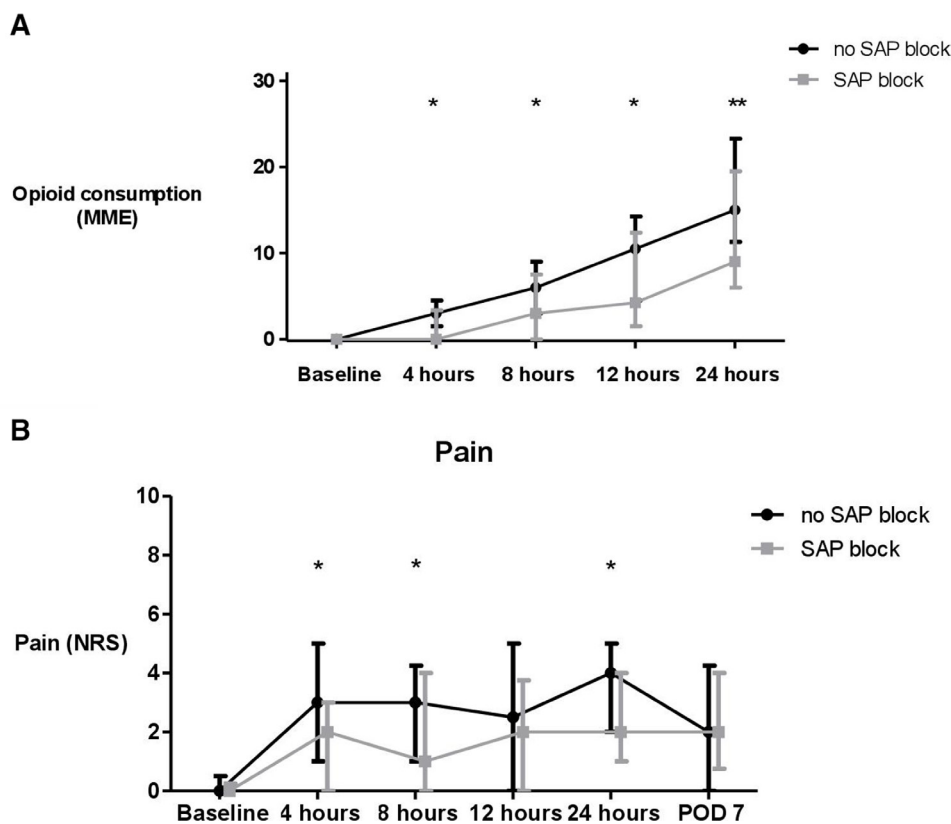 A
no SAP block
SAP block
30
* * * **
20
Opioid consumption
(MME)
10
0
Baseline 4 hours 8 hours 12 hours 24 hours
B
Pain
10
no SAP block
8
SAP block
* * *
6
Pain (NRS)
4
2
0
Baseline 4 hours 8 hours 12 hours 24 hours POD 7